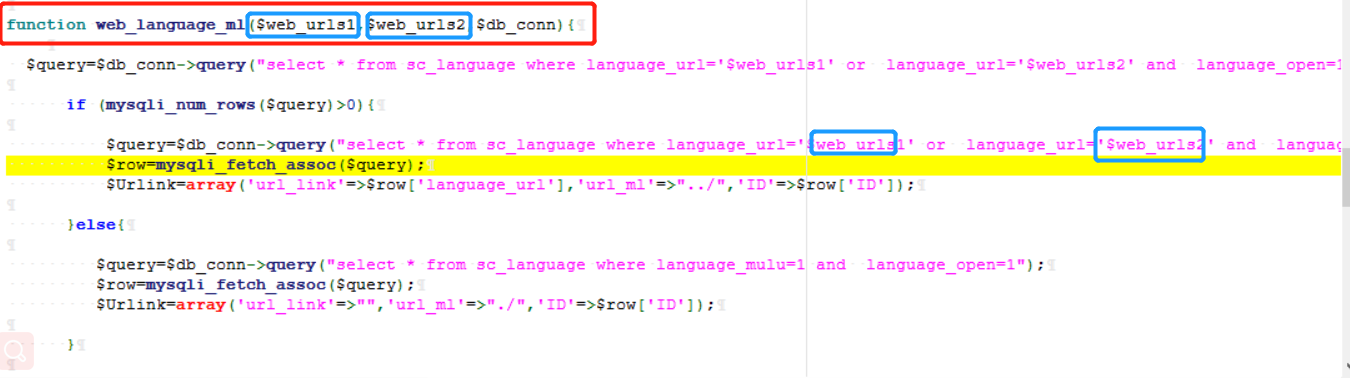 function web_language_ml($web_urls1,$web_urls2 $db_conn){
$query=$db_conn->query("select * from sc_language where language_url='$web_urls1' or language_url='$web_urls2' and language_open=1
if (mysqli_num_rows($query)>0){
$query=$db_conn->query("select * from sc_language where language_url='$web_urls1' or language_url='$web_urls2' and languag
$row=mysqli_fetch_assoc($query);
$Urlink=array('url_link'=>$row['language_url'],'url_ml'=>"../",'ID'=>$row['ID']);
}else{
$query=$db_conn->query("select * from sc_language where language_mulu=1 and language_open=1");
$row=mysqli_fetch_assoc($query);
$Urlink=array('url_link'=>"",'url_ml'=>"./",'ID'=>$row['ID']);
}